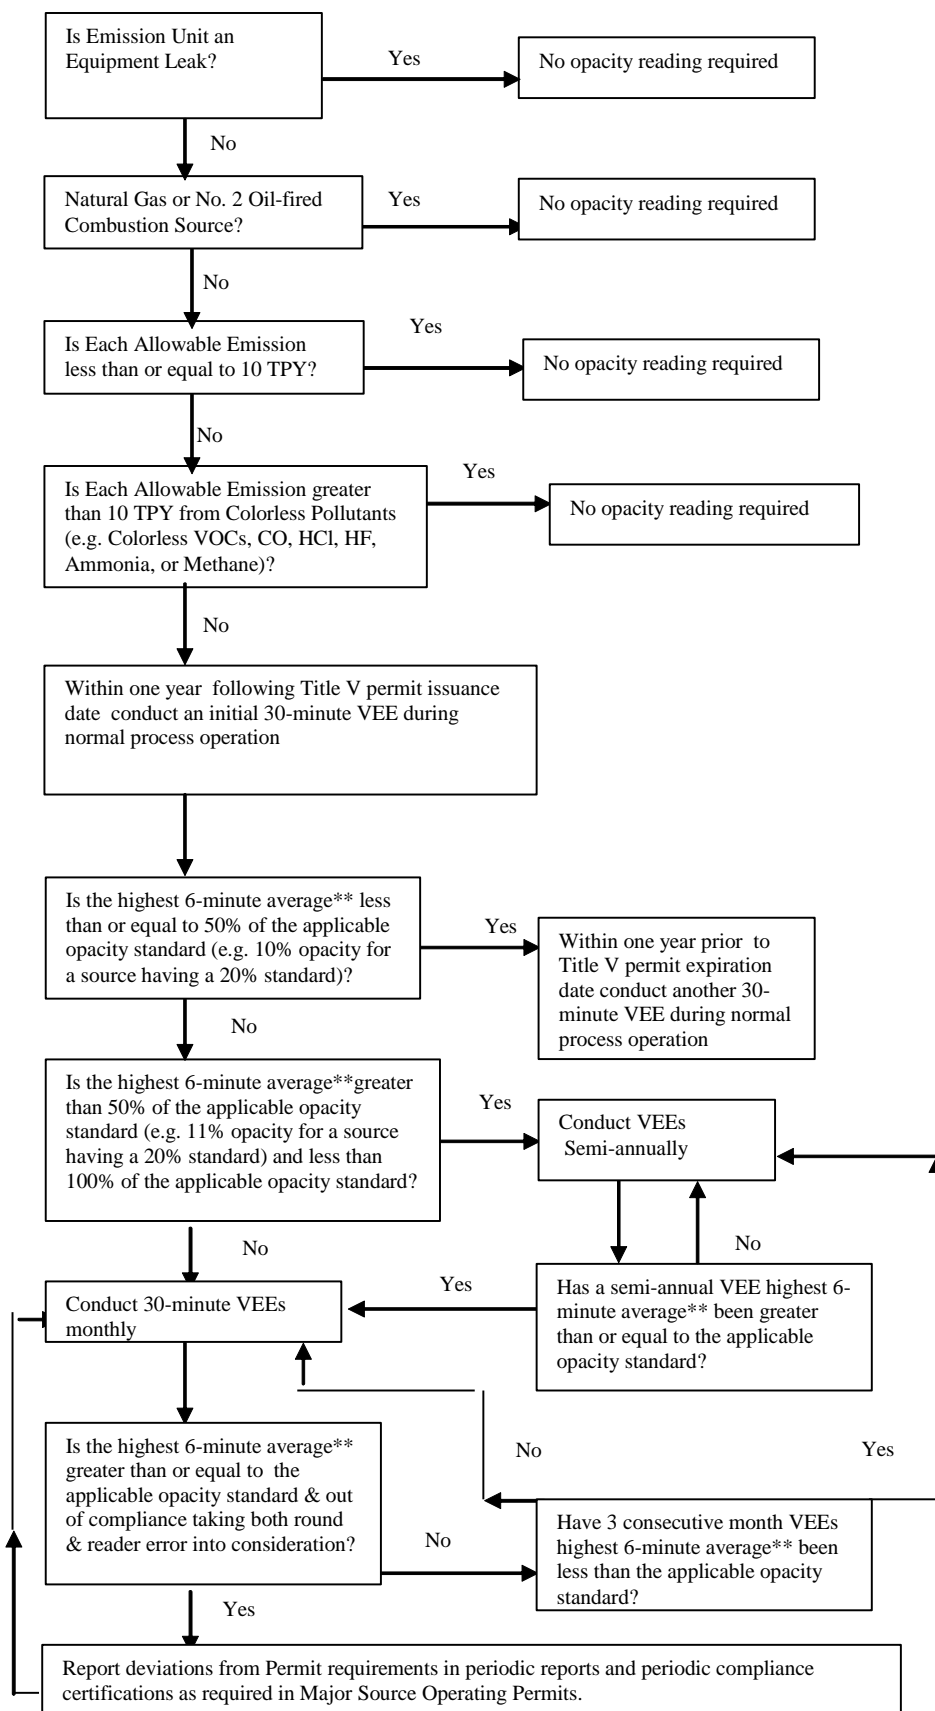 Is Emission Unit an
Equipment Leak?
Yes
No opacity reading required
No
Natural Gas or No. 2 Oil-fired
Combustion Source?
Yes
No opacity reading required
No
Is Each Allowable Emission
less than or equal to 10 TPY?
Yes
No opacity reading required
No
Is Each Allowable Emission greater
than 10 TPY from Colorless Pollutants
(e.g. Colorless VOCs, CO, HCl, HF,
Ammonia, or Methane)?
Yes
No opacity reading required
No
Within one year following Title V permit issuance
date conduct an initial 30-minute VEE during
normal process operation
Is the highest 6-minute average** less
than or equal to 50% of the applicable
opacity standard (e.g. 10% opacity for
a source having a 20% standard)?
Yes
Within one year prior to
Title V permit expiration
date conduct another 30-
minute VEE during normal
process operation
No
Is the highest 6-minute average**greater
than 50% of the applicable opacity
standard (e.g. 11% opacity for a source
having a 20% standard) and less than
100% of the applicable opacity standard?
Yes
Conduct VEEs
Semi-annually
No
No
Conduct 30-minute VEEs
monthly
Yes
Has a semi-annual VEE highest 6-
minute average** been greater
than or equal to the applicable
opacity standard?
Is the highest 6-minute average**
greater than or equal to the
applicable opacity standard & out
of compliance taking both round
& reader error into consideration?
No
No
Yes
Have 3 consecutive month VEEs
highest 6-minute average** been
less than the applicable opacity
standard?
Yes
Report deviations from Permit requirements in periodic reports and periodic compliance
certifications as required in Major Source Operating Permits.